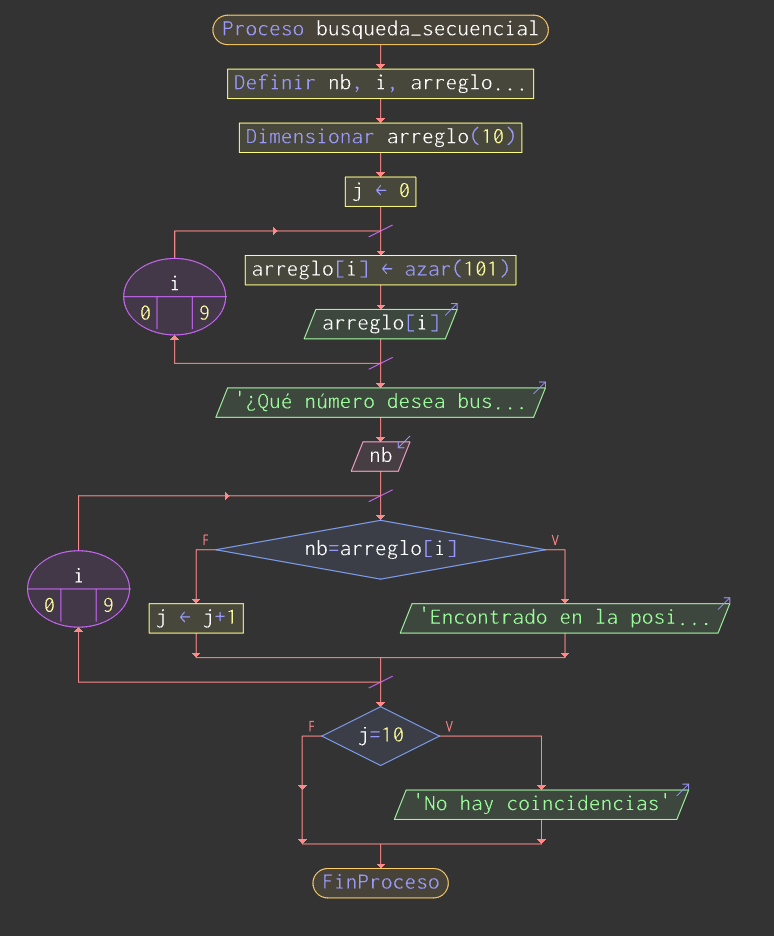 Proceso busqueda_secuencial
Definir nb, i, arreglo...
Dimensionar arreglo(10)
j ← 0
arreglo[i] ← azar(101)
i
0 9
arreglo[i]
'¿Qué número desea bus...
nb
F nb=arreglo[i] V
i
0 9
j ← j+1
'Encontrado en la posi...
F j=10 V
'No hay coincidencias'
FinProceso